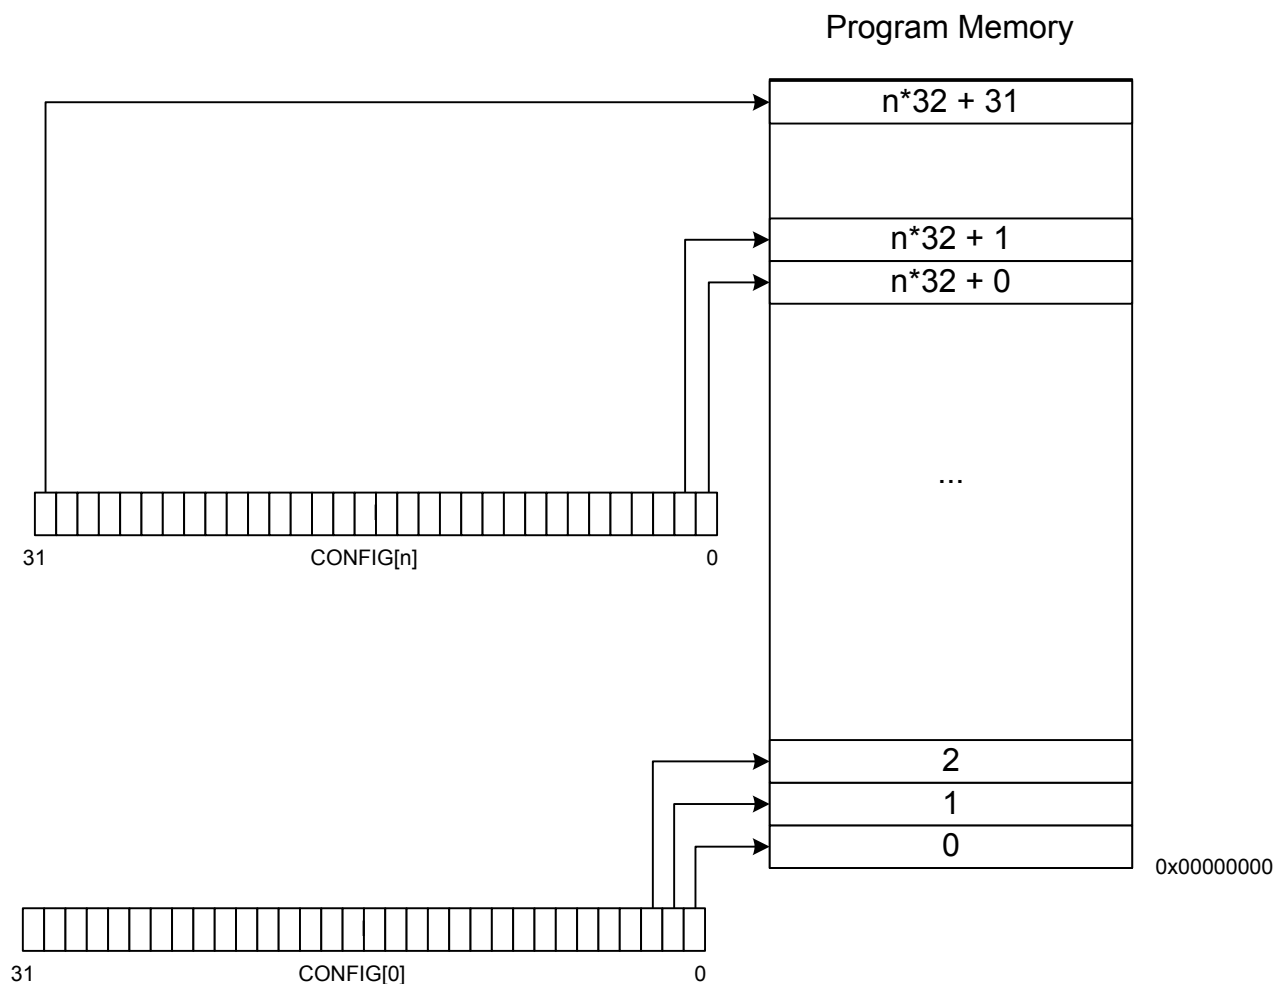 Program Memory
n*32 + 31
n*32 + 1
n*32 + 0
...
31 CONFIG[n] 0
2
1
0
0x00000000
31 CONFIG[0] 0